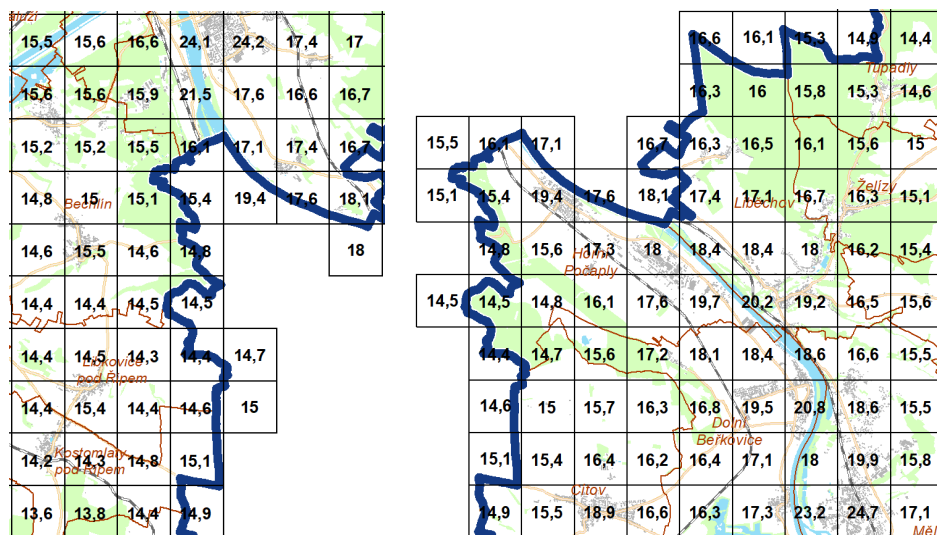 15,5 15,6 16,6 24,1 24,2 17,4 17
15,6 15,6 15,9 21,5 17,6 16,6 16,7
15,2 15,2 15,5 16,1 17,1 17,4 16,7
14,8 15 15,1 15,4 19,4 17,6 18,1
Bechlín
14,6 15,5 14,6 14,8 18
14,4 14,4 14,5 14,5
14,4 14,5 14,3 14,4 14,7
pod Řípem
14,4 15,4 14,4 14,6 15
14,2 14,3 14,8 15,1
Kostomlaty
pod Řípem
13,6 13,8 14,4 14,9
16,6 16,1 15,3 14,9 14,4
Tupadly
16,3 16 15,8 15,3 14,6
15,5 16,1 17,1 16,7 16,3 16,5 16,1 15,6 15
15,1 15,4 19,4 17,6 18,1 17,4 17,1 16,7 16,3 15,1
Želízy
Liběchov
14,8 15,6 17,3 18 18,4 18,4 18 16,2 15,4
Horní
Počaply
14,5 14,5 14,8 16,1 17,6 19,7 20,2 19,2 16,5 15,6
14,4 14,7 15,6 17,2 18,1 18,4 18,6 16,6 15,5
14,6 15 15,7 16,3 16,8 19,5 20,8 18,6 15,5
Dolní
Beřkovice
15,1 15,4 16,4 16,2 16,4 17,1 18 19,9 15,8
Cítov
14,9 15,5 18,9 16,6 16,3 17,3 23,2 24,7 17,1